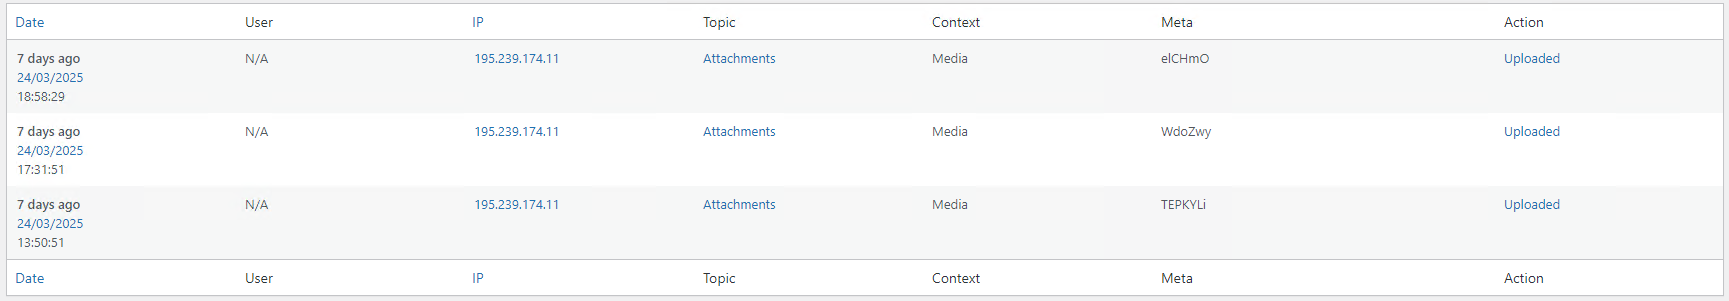 Date User IP Topic Context Meta Action
7 days ago N/A 195.239.174.11 Attachments Media elCHmO Uploaded
24/03/2025
18:58:29
7 days ago N/A 195.239.174.11 Attachments Media WdoZwy Uploaded
24/03/2025
17:31:51
7 days ago N/A 195.239.174.11 Attachments Media TEPKYLi Uploaded
24/03/2025
13:50:51
Date User IP Topic Context Meta Action